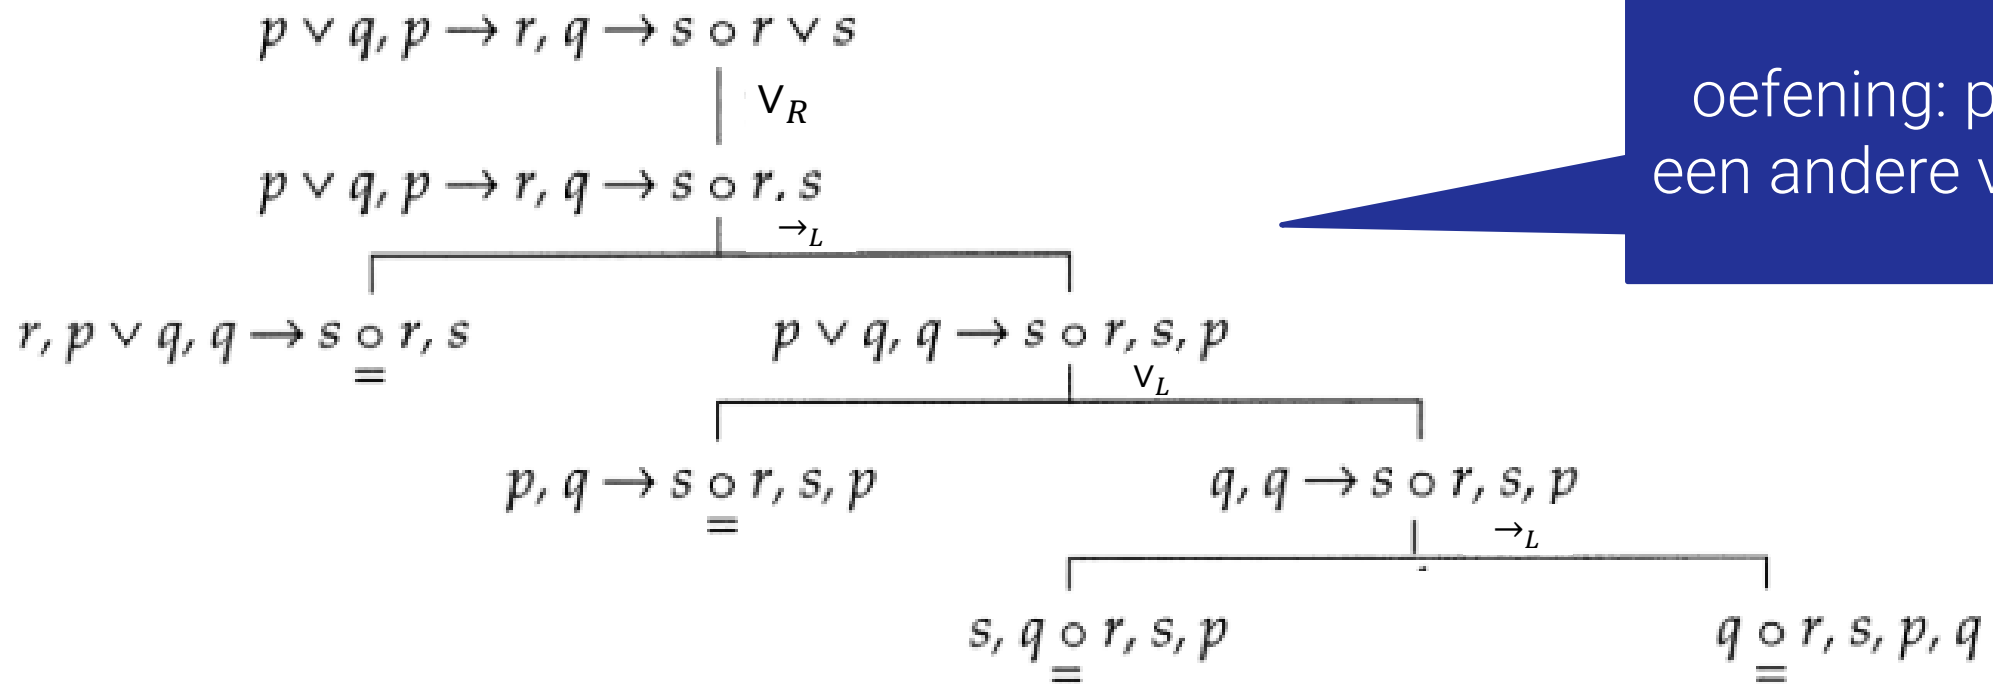 p ∨ q, p → r, q → s ∘ r ∨ s
∨R
oefening:
een andere
p ∨ q, p → r, q → s ∘ r, s
→L
r, p ∨ q, q → s ∘ r, s
=
p ∨ q, q → s ∘ r, s, p
∨L
p, q → s ∘ r, s, p
=
q, q → s ∘ r, s, p
→L
s, q ∘ r, s, p
=
q ∘ r, s, p, q
=